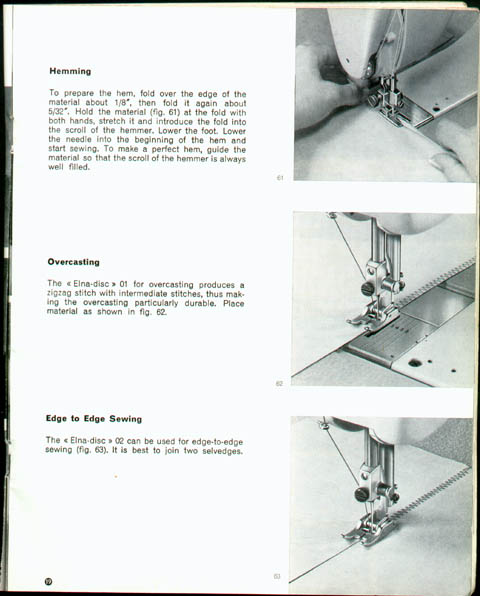 Hemming
To prepare the hem, fold over the edge of the
material about 1/8", then fold it again about
5/32". Hold the material (fig. 61) at the fold with
both hands, stretch it and introduce the fold into
the scroll of the hemmer. Lower the foot. Lower
the needle into the beginning of the hem and
start sewing. To make a perfect hem, guide the
material so that the scroll of the hemmer is always
well filled.
61
Overcasting
The « Elna-disc » 01 for overcasting produces a
zigzag stitch with intermediate stitches, thus mak-
ing the overcasting particularly durable. Place
material as shown in fig. 62.
62
Edge to Edge Sewing
The « Elna-disc » 02 can be used for edge-to-edge
sewing (fig. 63). It is best to join two selvedges.
63